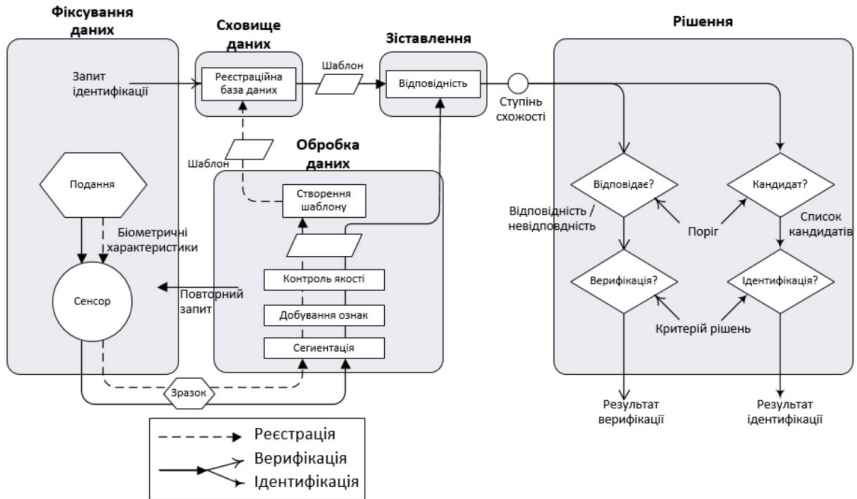 Фіксування
даних
Сховище
даних
Зіставлення
Рішення
Запит
ідентифікації
Реєстраційна
база даних
Шаблон
Відповідність
Ступінь
схожості
Шаблон
Обробка
даних
Подання
Створення
шаблону
Біометричні
характеристики
Відповідає?
Кандидат?
Відповідність /
невідповдність
Поріг
Список
кандидатів
Сенсор
Повторний
запит
Контроль якості
Добування ознак
Сегиентація
Верифікація?
Ідентифікація?
Критерій рішень
Зразок
Результат
верифікації
Результат
ідентифікації
Реєстрація
Верифікація
Ідентифікація